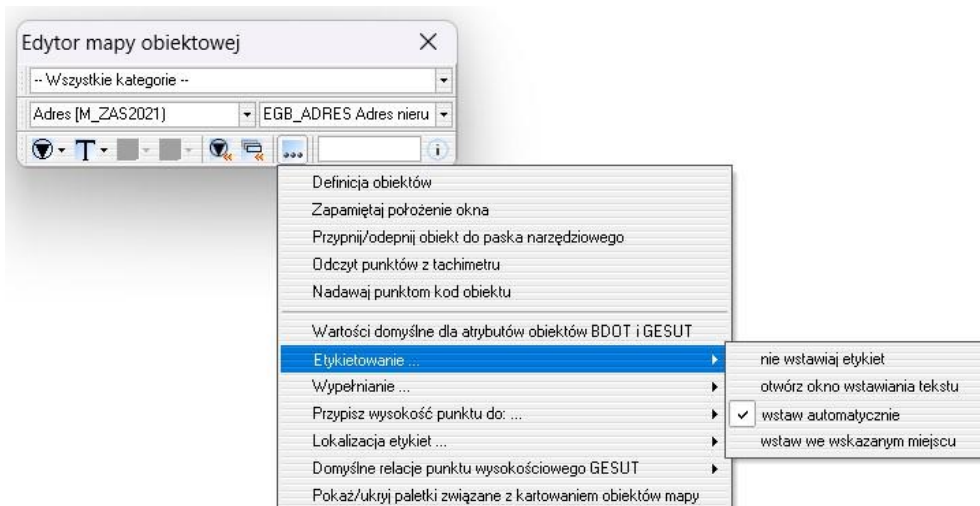 Edytor mapy obiektowej
-- Wszystkie kategorie --
Adres [M_ZAS2021)
EGB_ADRES Adres nieru
T
...
i
Definicja obiektów
Zapamiętaj położenie okna
Przypnij/odepnij obiekt do paska narzędziowego
Odczyt punktów z tachimetru
Nadawaj punktom kod obiektu
Wartości domyślne dla atrybutów obiektów BDOT i GESUT
Etykietowanie ...
nie wstawiaj etykiet
Wypełnianie ...
otwórz okno wstawiania tekstu
Przypisz wysokość punktu do: ...
wstaw automatycznie
Lokalizacja etykiet ...
wstaw we wskazanym miejscu
Domyślne relacje punktu wysokościowego GESUT
Pokaż/ukryj paletki związane z kartowaniem obiektów mapy